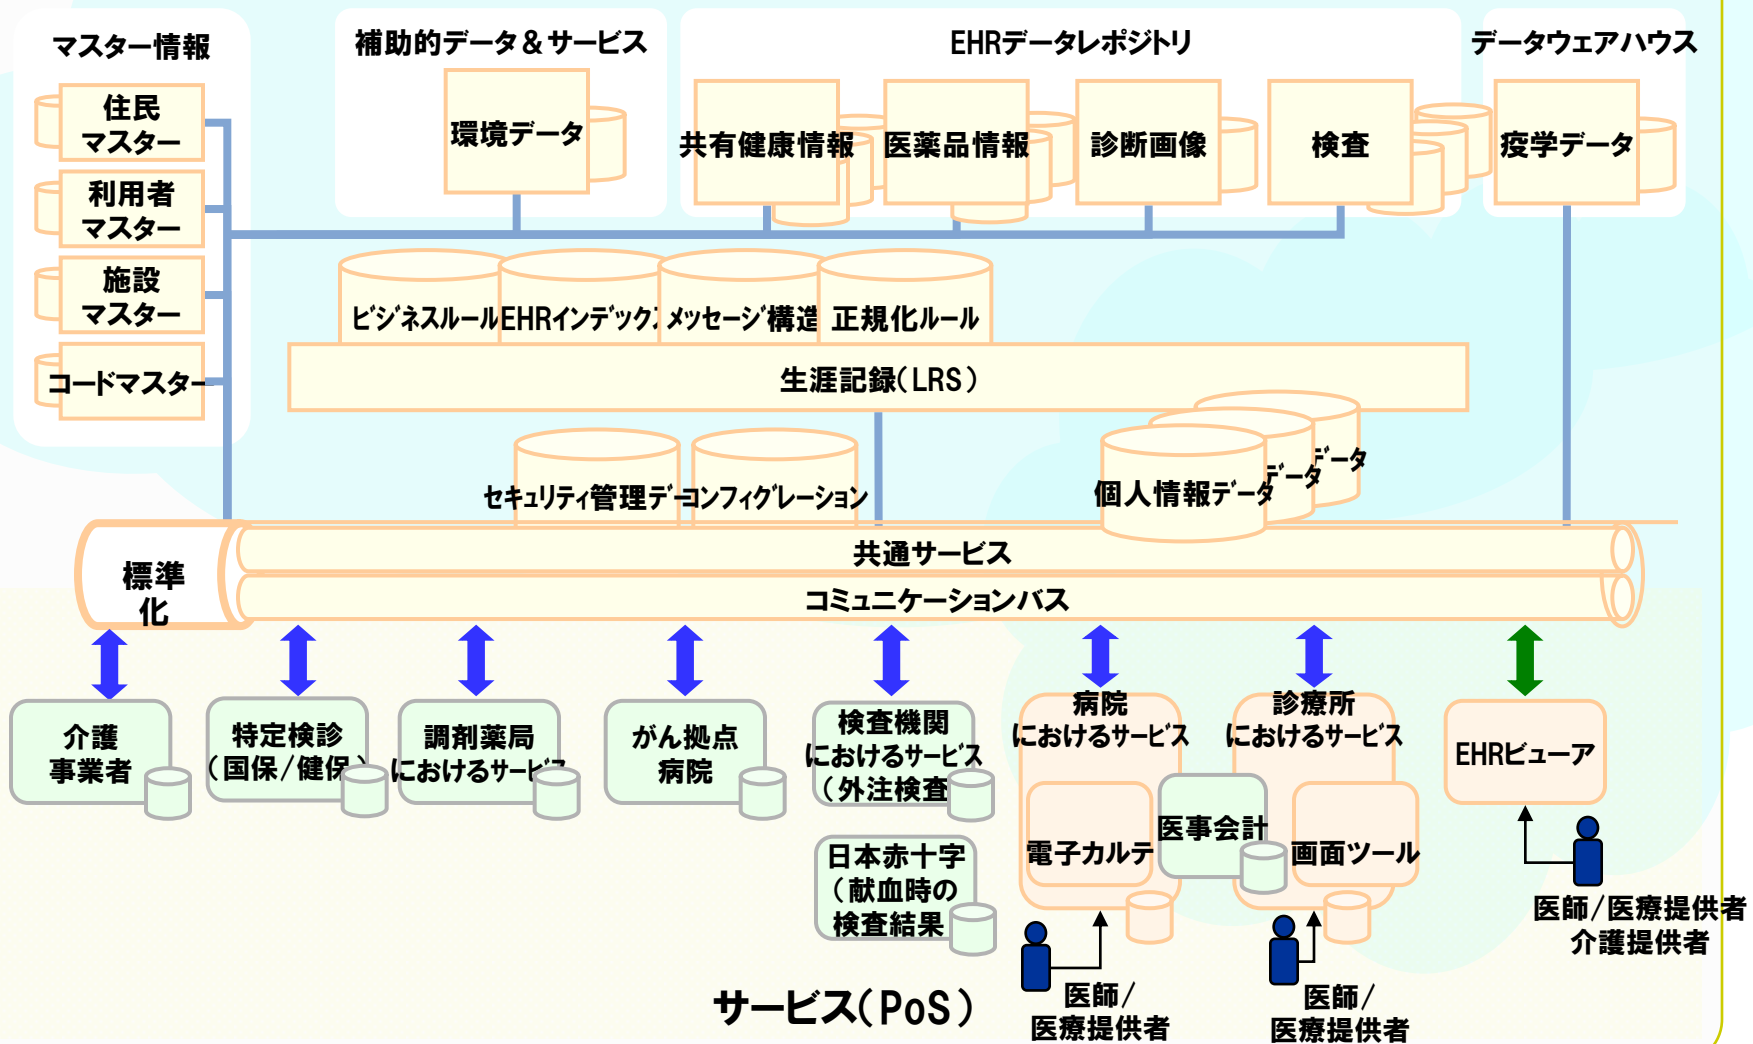 マスター情報
補助的データ＆サービス
EHRデータレポジトリ
データウェアハウス
住民
マスター
利用者
マスター
施設
マスター
コードマスター
環境データ
共有健康情報
医薬品情報
診断画像
検査
疫学データ
ビジネスルール
EHRインデックス
メッセージ構造
正規化ルール
生涯記録（LRS）
セキュリティ管理デー
コンフィグレーション
個人情報データ
データ
データ
標準
化
共通サービス
コミュニケーションバス
介護
事業者
特定検診
（国保/健保）
調剤薬局
におけるサービス
がん拠点
病院
検査機関
におけるサービス
（外注検査
日本赤十字
（献血時の
検査結果
病院
におけるサービス
電子カルテ
医事会計
診療所
におけるサービス
画面ツール
EHRビューア
医師/医療提供者
介護提供者
医師/
医療提供者
医師/
医療提供者
サービス（PoS）